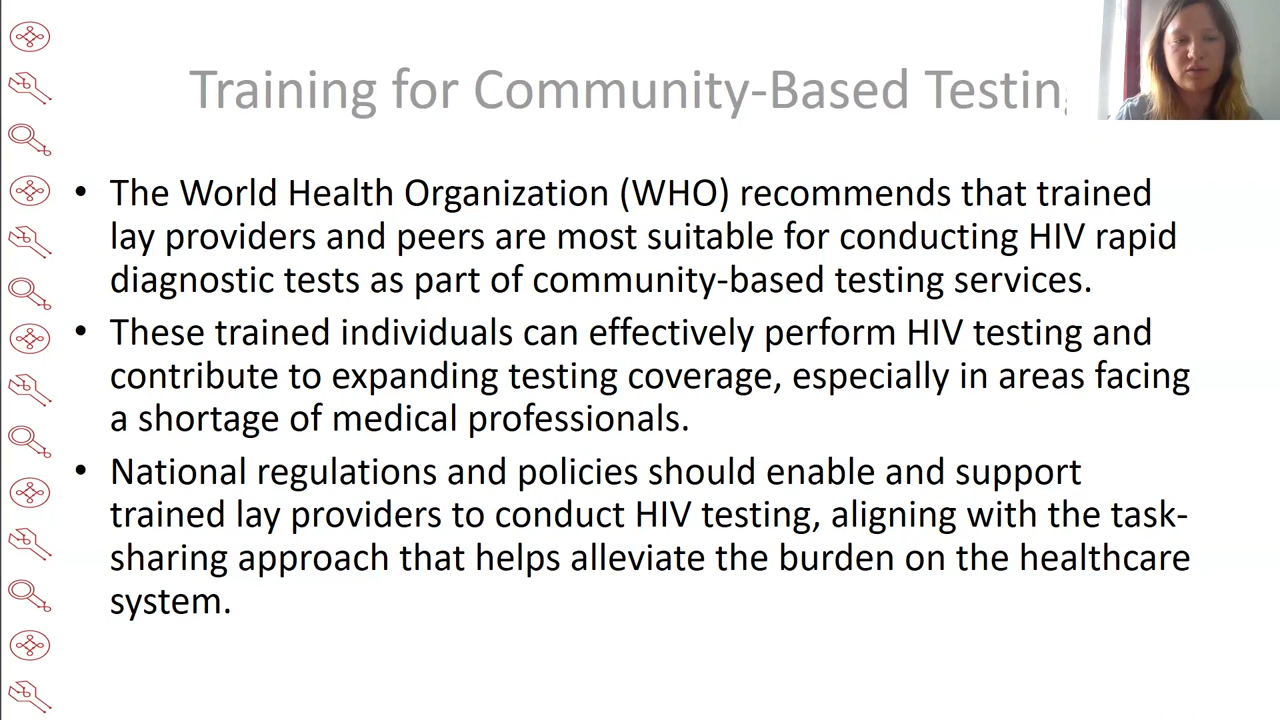 Training for Community-Based Testin
• The World Health Organization (WHO) recommends that trained
lay providers and peers are most suitable for conducting HIV rapid
diagnostic tests as part of community-based testing services.
• These trained individuals can effectively perform HIV testing and
contribute to expanding testing coverage, especially in areas facing
a shortage of medical professionals.
• National regulations and policies should enable and support
trained lay providers to conduct HIV testing, aligning with the task-
sharing approach that helps alleviate the burden on the healthcare
system.